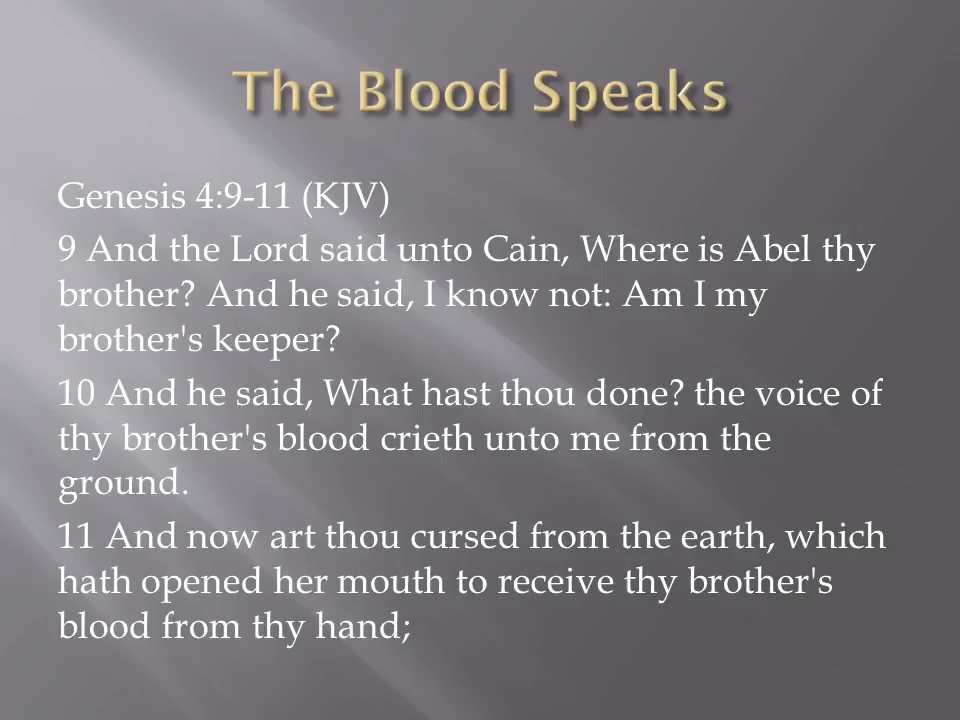 The Blood Speaks
Genesis 4:9-11 (KJV)
9 And the Lord said unto Cain, Where is Abel thy
brother? And he said, I know not: Am I my
brother's keeper?
10 And he said, What hast thou done? the voice of
thy brother's blood crieth unto me from the
ground.
11 And now art thou cursed from the earth, which
hath opened her mouth to receive thy brother's
blood from thy hand;